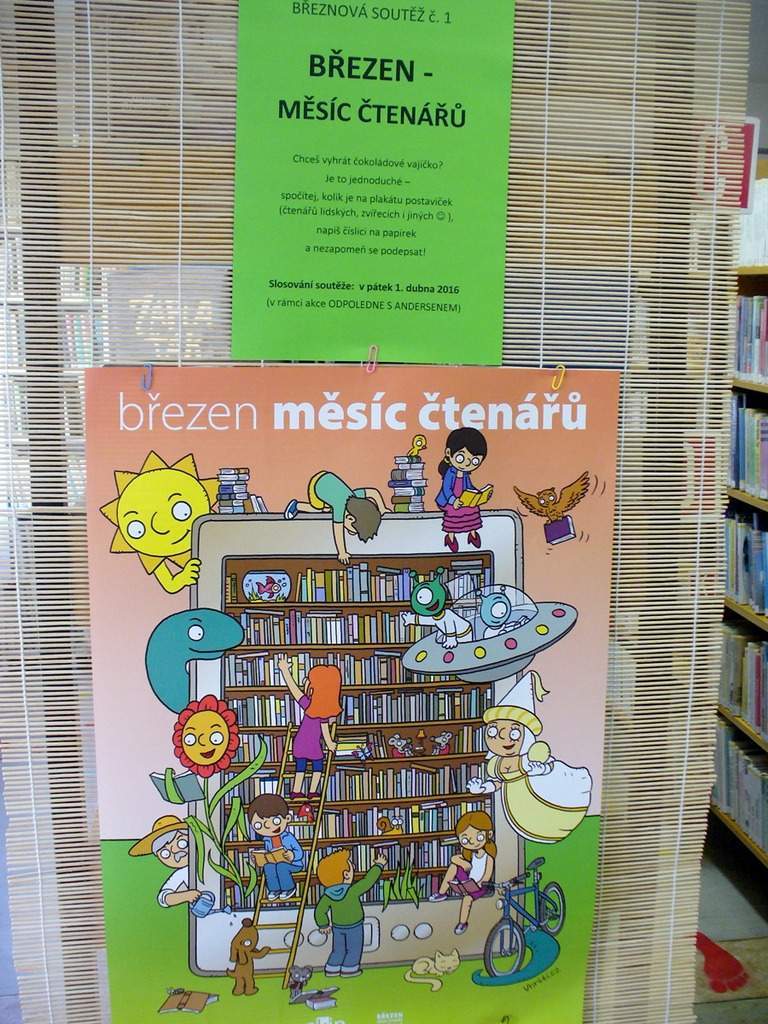 BŘEZNOVÁ SOUTĚŽ č. 1
BŘEZEN -
MĚSÍC ČTENÁŘŮ
Chceš vyhrát čokoládové vajíčko?
Je to jednoduché –
spočítej, kolik je na plakátu postaviček
(čtenářů lidských, zvířecích i jiných ☺ ),
napiš číslici na papírek
a nezapomeň se podepsat!
Slosování soutěže: v pátek 1. dubna 2016
(v rámci akce ODPOLEDNE S ANDERSENEM)
březen měsíc čtenářů
BŘEZEN